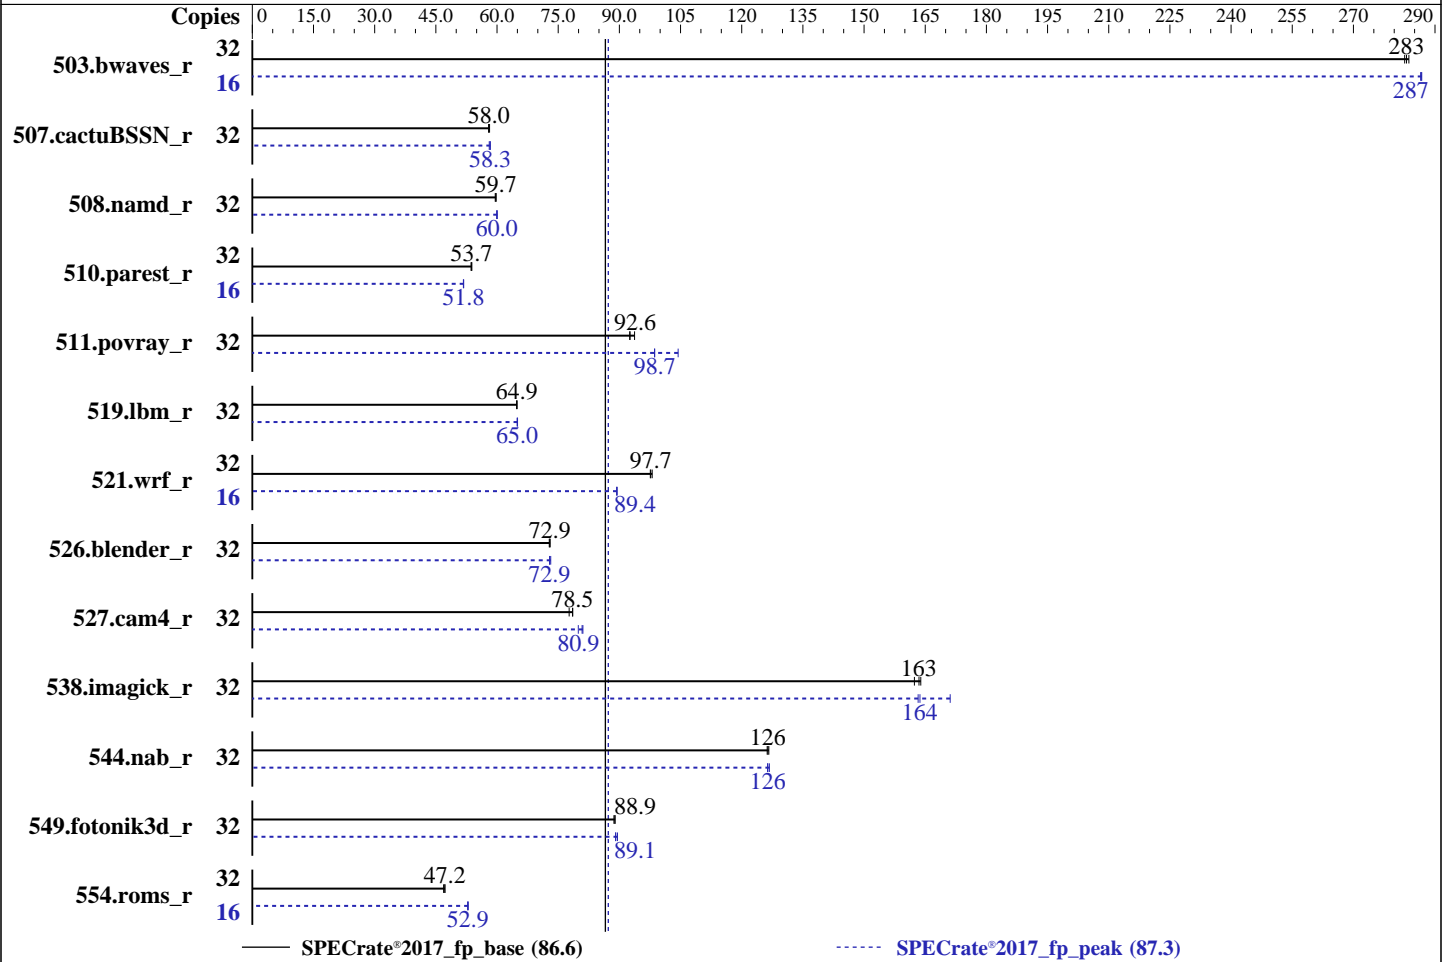 Copies 0 15.0 30.0 45.0 60.0 75.0 90.0 105 120 135 150 165 180 195 210 225 240 255 270 290
503.bwaves_r 32 283
16 287
507.cactuBSSN_r 32 58.0
58.3
508.namd_r 32 59.7
60.0
510.parest_r 32 53.7
16 51.8
511.povray_r 32 92.6
98.7
519.lbm_r 32 64.9
65.0
521.wrf_r 32 97.7
16 89.4
526.blender_r 32 72.9
72.9
527.cam4_r 32 78.5
80.9
538.imagick_r 32 163
164
544.nab_r 32 126
126
549.fotonik3d_r 32 88.9
89.1
554.roms_r 32 47.2
16 52.9
SPECrate®2017_fp_base (86.6) SPECrate®2017_fp_peak (87.3)